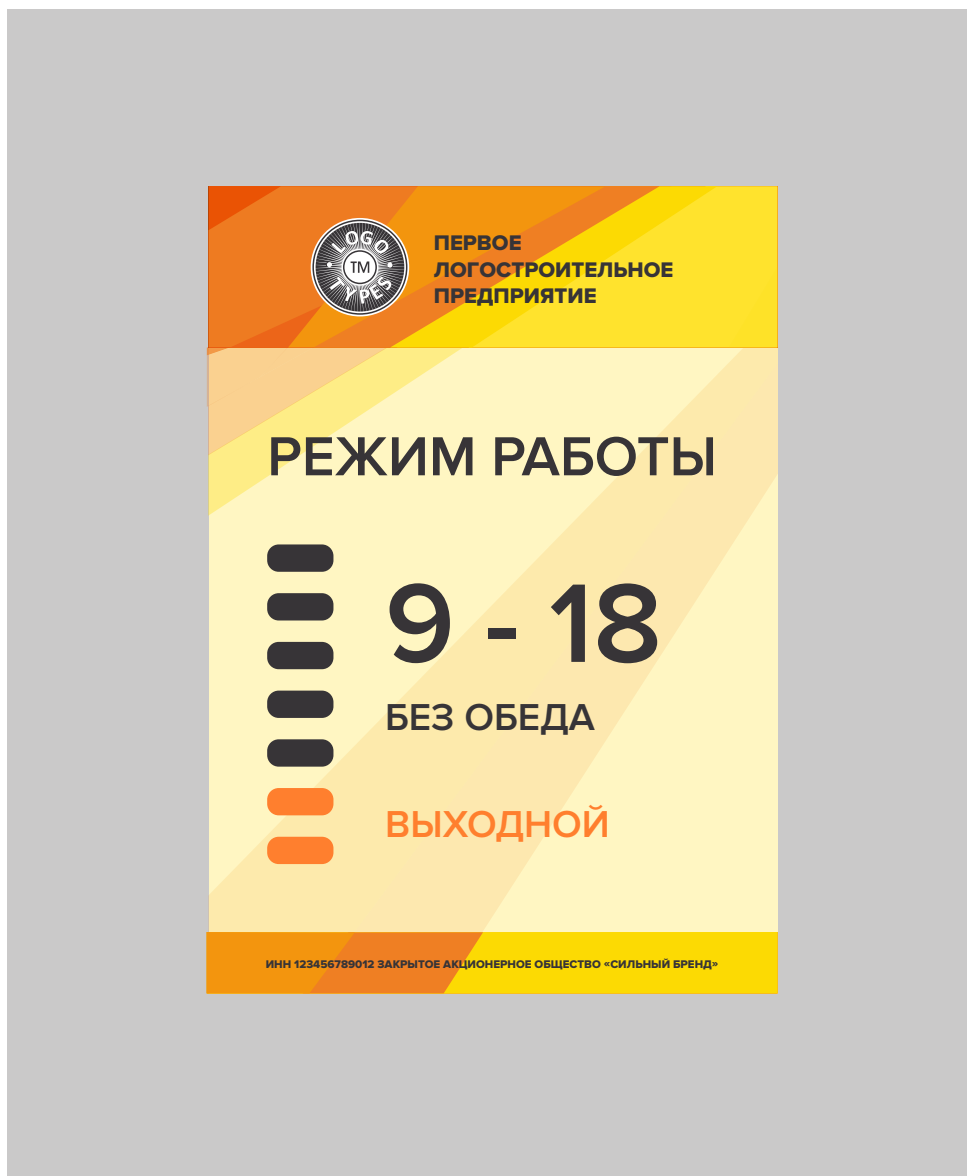 LOGO
TM
TYPES
ПЕРВОЕ
ЛОГОСТРОИТЕЛЬНОЕ
ПРЕДПРИЯТИЕ
РЕЖИМ РАБОТЫ
9 - 18
БЕЗ ОБЕДА
ВЫХОДНОЙ
ИНН 123456789012 ЗАКРЫТОЕ АКЦИОНЕРНОЕ ОБЩЕСТВО «СИЛЬНЫЙ БРЕНД»